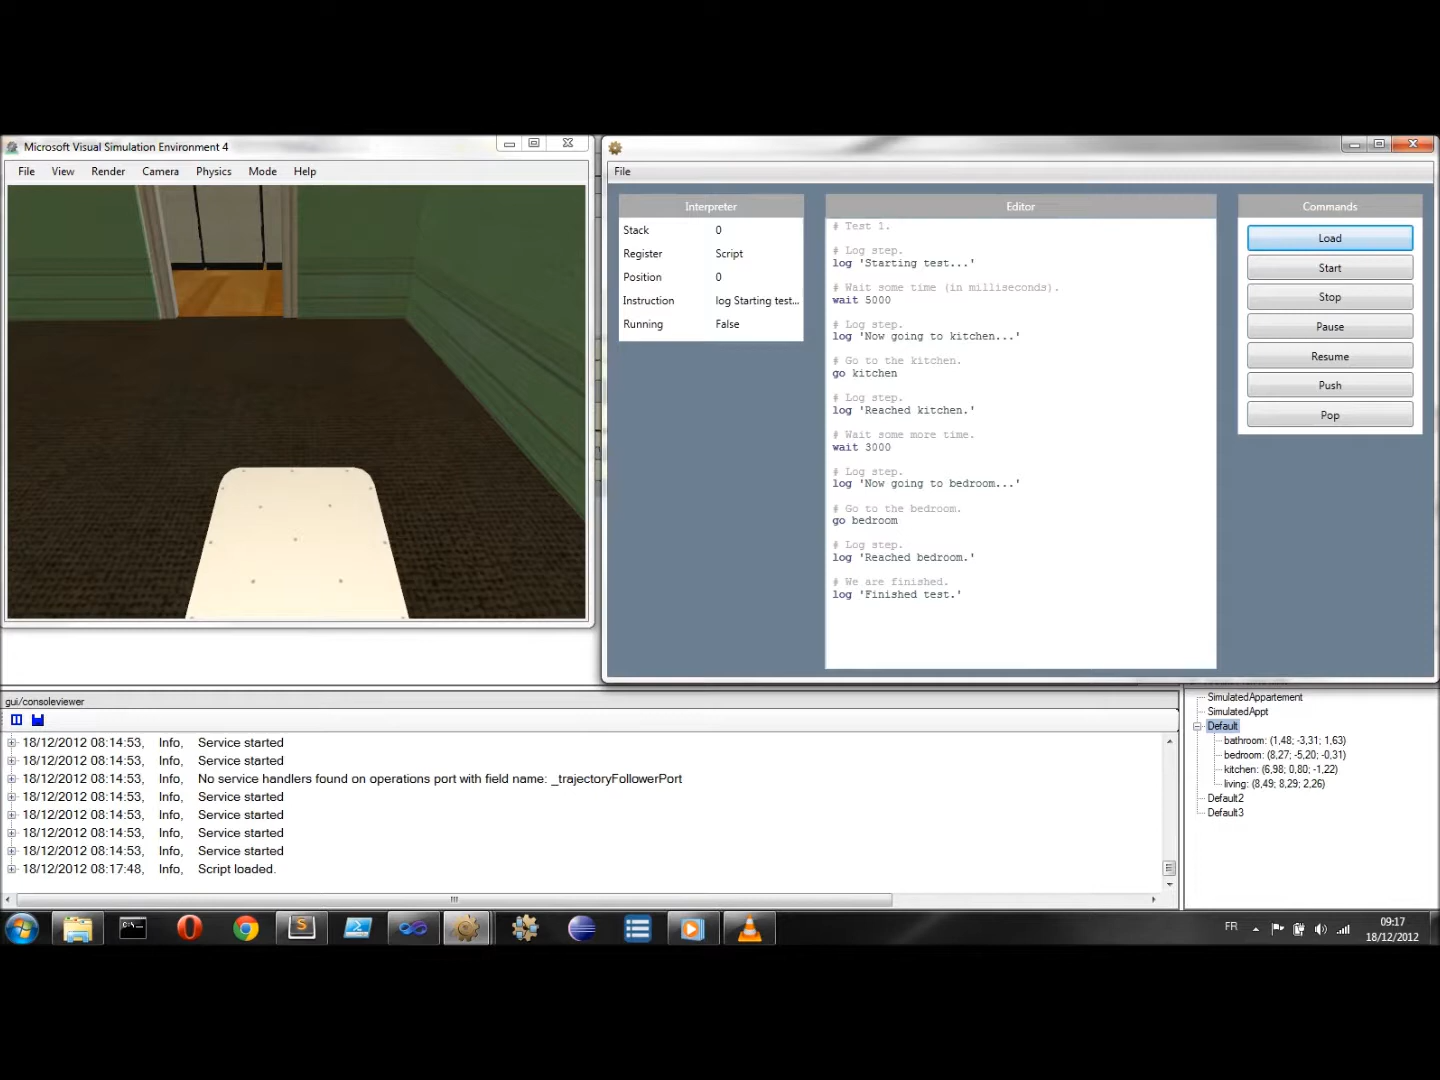 Microsoft Visual Simulation Environment 4
File View Render Camera Physics Mode Help
File
Interpreter
Stack 0
Register Script
Position 0
Instruction log Starting test...
Running False
Editor
# Test 1.
# Log step.
log 'Starting test...'
# Wait some time (in milliseconds).
wait 5000
# Log step.
log 'Now going to kitchen...'
# Go to the kitchen.
go kitchen
# Log step.
log 'Reached kitchen.'
# Wait some more time.
wait 3000
# Log step.
log 'Now going to bedroom...'
# Go to the bedroom.
go bedroom
# Log step.
log 'Reached bedroom.'
# We are finished.
log 'Finished test.'
Commands
Load
Start
Stop
Pause
Resume
Push
Pop
gui/consoleviewer
18/12/2012 08:14:53, Info, Service started
18/12/2012 08:14:53, Info, Service started
18/12/2012 08:14:53, Info, No service handlers found on operations port with field name: _trajectoryFollowerPort
18/12/2012 08:14:53, Info, Service started
18/12/2012 08:14:53, Info, Service started
18/12/2012 08:14:53, Info, Service started
18/12/2012 08:14:53, Info, Service started
18/12/2012 08:17:48, Info, Script loaded.
SimulatedAppartement
SimulatedAppt
Default
bathroom: (1,48; -3,31; 1,63)
bedroom: (8,27; -5,20; -0,31)
kitchen: (6,98; 0,80; -1,22)
living: (8,49; 8,29; 2,26)
Default2
Default3
FR
09:17
18/12/2012